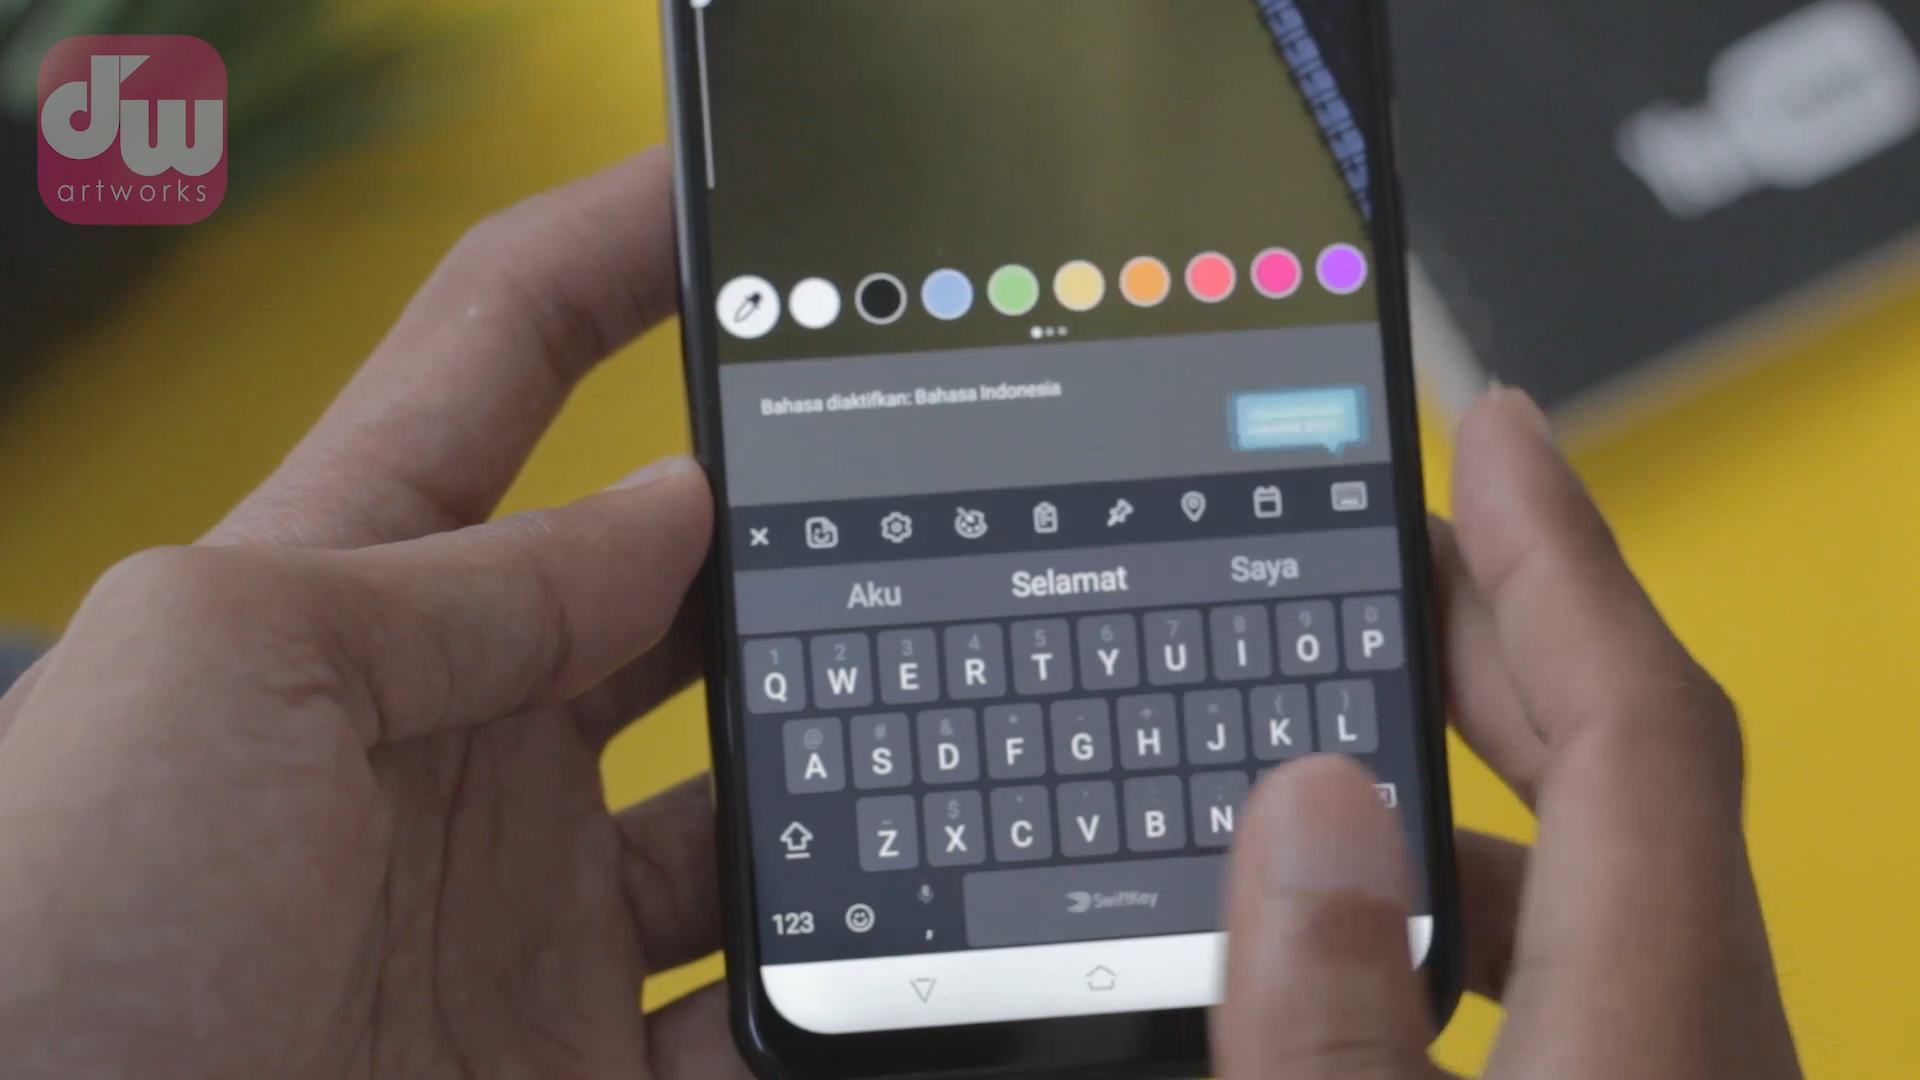 dw
artworks
Bahasa diaktifkan: Bahasa Indonesia
Aku Selamat Saya
1 2 3 4 5 6 7 8 9 0
Q W E R T Y U I O P
@ # & * - + = ( )
A S D F G H J K L
_ $
Z X C V B N
123 , SwiftKey